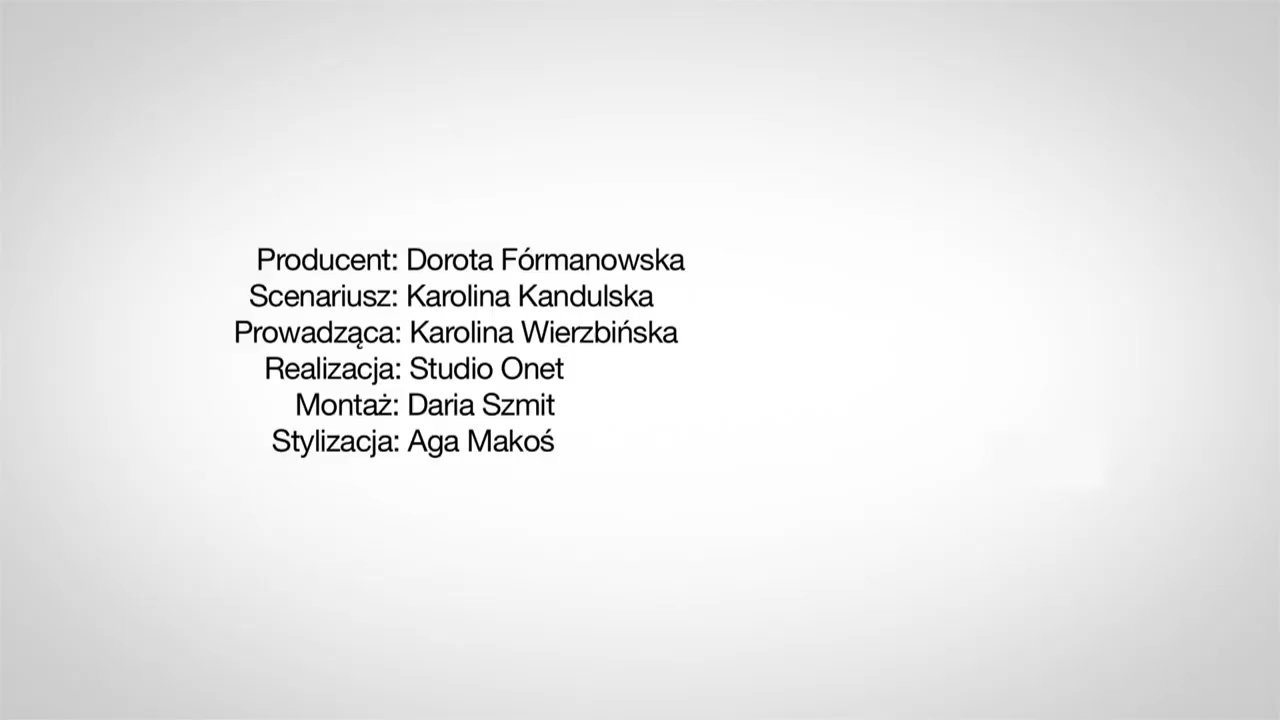 Producent: Dorota Fórmanowska
Scenariusz: Karolina Kandulska
Prowadząca: Karolina Wierzbińska
Realizacja: Studio Onet
Montaż: Daria Szmit
Stylizacja: Aga Makoś